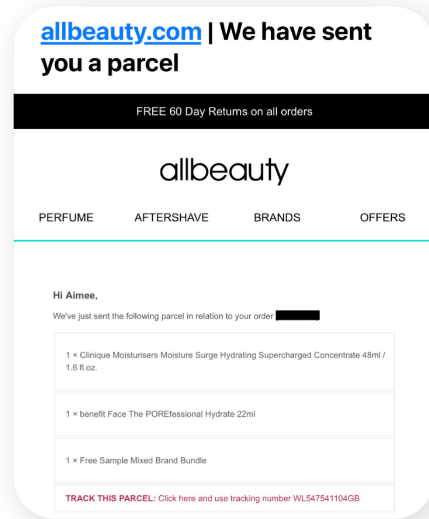 allbeauty.com | We have sent
you a parcel
FREE 60 Day Returns on all orders
allbeauty
PERFUME AFTERSHAVE BRANDS OFFERS
Hi Aimee,
We've just sent the following parcel in relation to your order
1 × Clinique Moisturisers Moisture Surge Hydrating Supercharged Concentrate 48ml /
1.6 fl.oz.
1 × benefit Face The POREfessional Hydrate 22ml
1 × Free Sample Mixed Brand Bundle
TRACK THIS PARCEL: Click here and use tracking number WL547541104GB